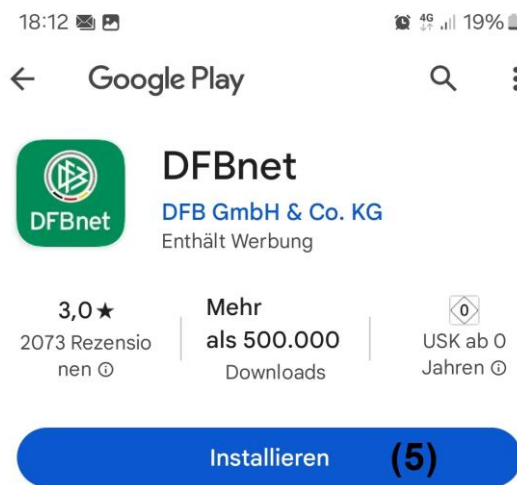 18:12 4G 19%
Google Play
DFBnet
DFBnet
DFB GmbH & Co. KG
Enthält Werbung
3,0★
2073 Rezensio
nen
Mehr
als 500.000
Downloads
0
USK ab 0
Jahren
Installieren (5)